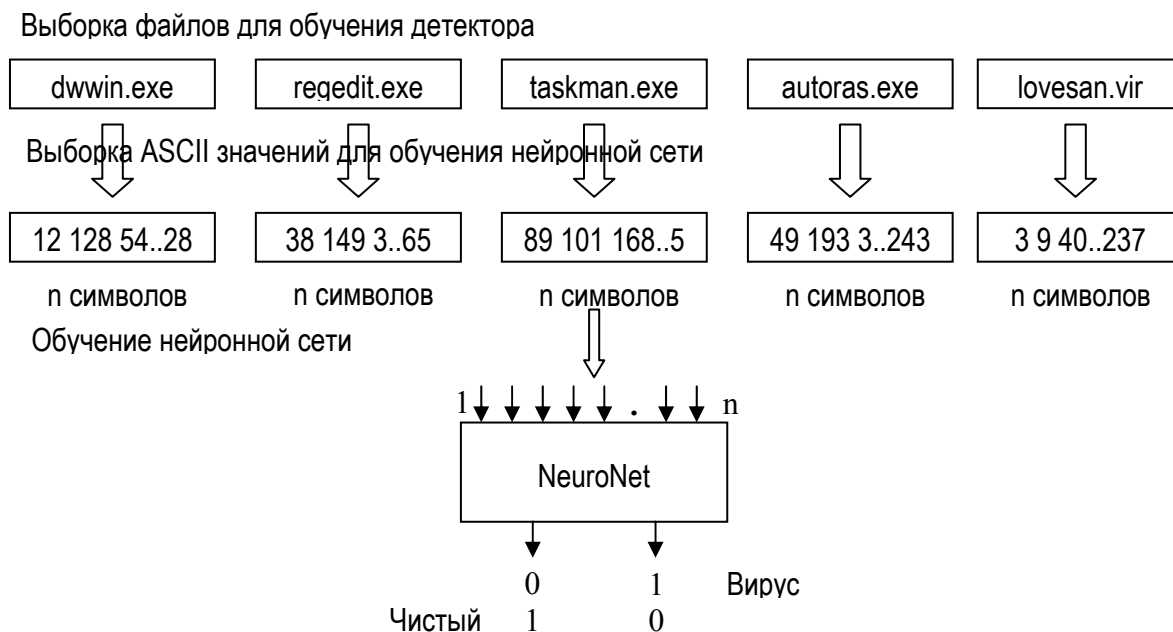 Выборка файлов для обучения детектора
dwwin.exe regedit.exe taskman.exe autoras.exe lovesan.vir
Выборка ASCII значений для обучения нейронной сети
12 128 54..28 38 149 3..65 89 101 168..5 49 193 3..243 3 9 40..237
n символов n символов n символов n символов n символов
Обучение нейронной сети
1 . n
NeuroNet
0 1 Вирус
Чистый 1 0